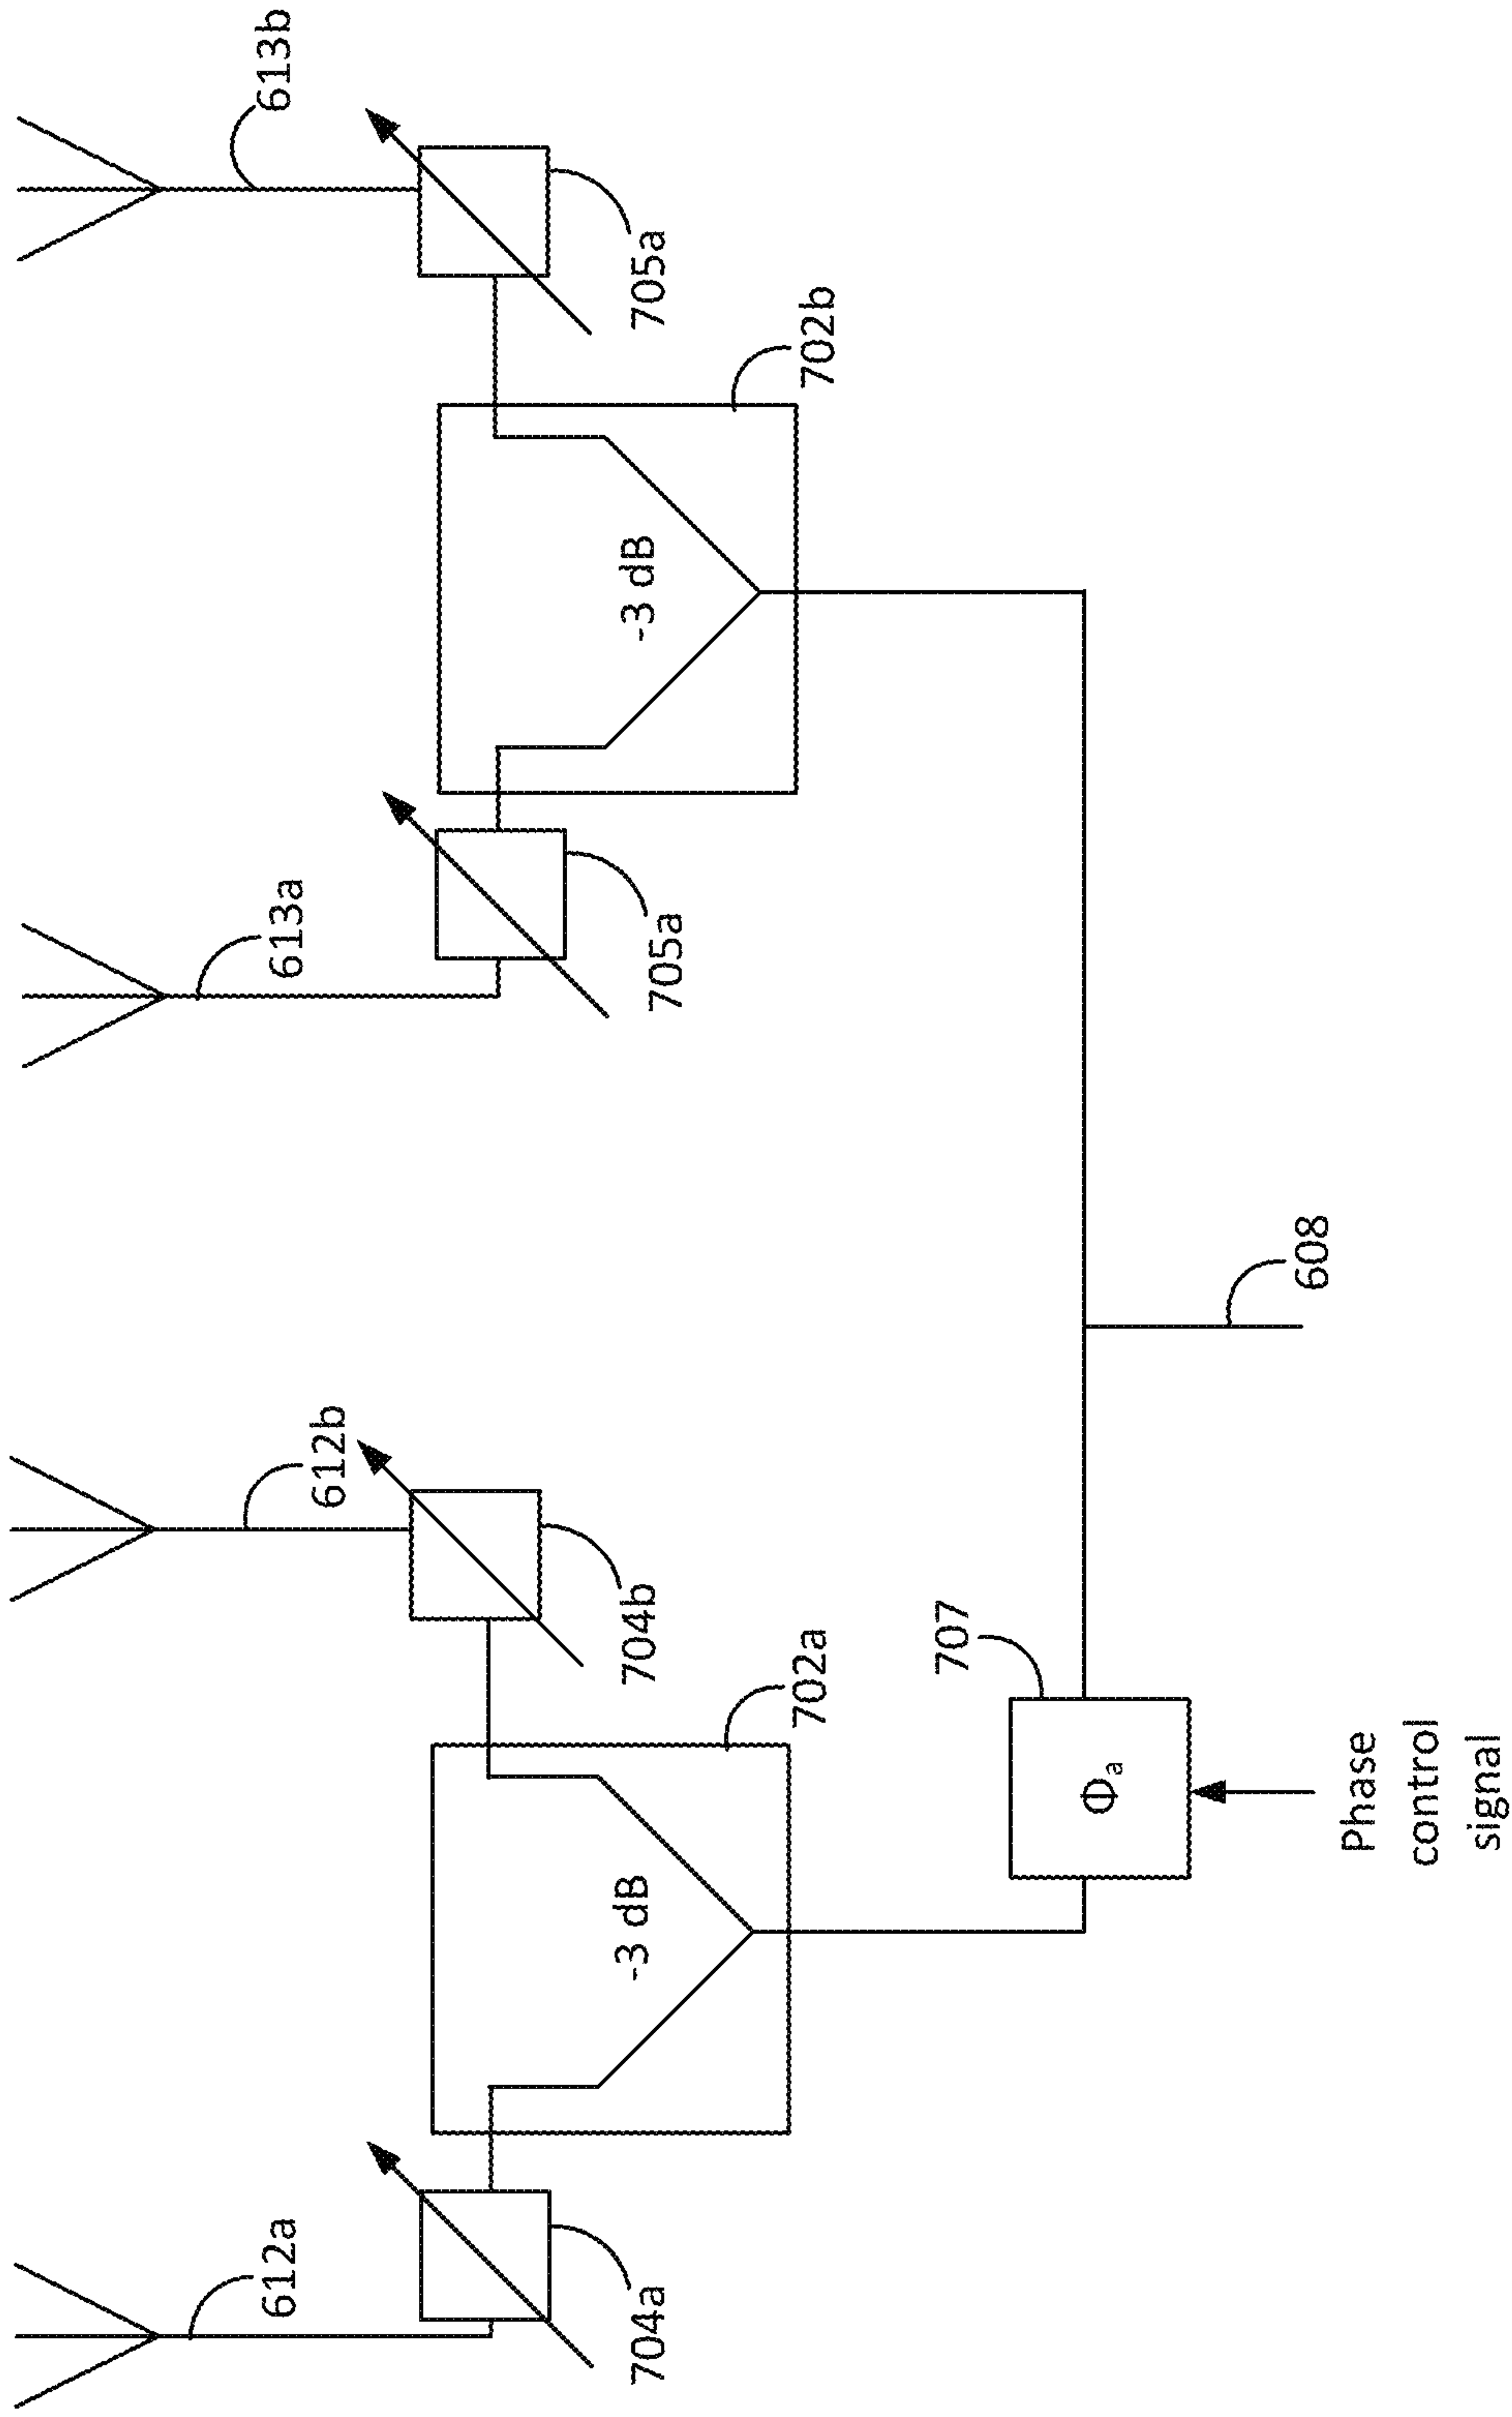 612a
612b
613a
613b
704a
-3 dB
704b
705a
-3 dB
705a
702a
702b
707
Φa
608
Phase
control
signal